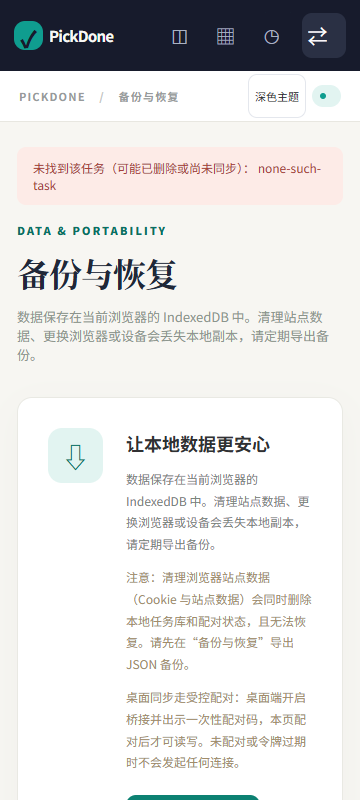 PickDone
PICKDONE / 备份与恢复
深色主题
未找到该任务（可能已删除或尚未同步）： none-such-
task
DATA & PORTABILITY
备份与恢复
数据保存在当前浏览器的 IndexedDB 中。清理站点数
据、更换浏览器或设备会丢失本地副本，请定期导出备
份。
让本地数据更安心
数据保存在当前浏览器的
IndexedDB 中。清理站点数据、更
换浏览器或设备会丢失本地副本，
请定期导出备份。
注意：清理浏览器站点数据
（Cookie 与站点数据）会同时删除
本地任务库和配对状态，且无法恢
复。请先在“备份与恢复”导出
JSON 备份。
桌面同步走受控配对：桌面端开启
桥接并出示一次性配对码，本页配
对后才可读写。未配对或令牌过期
时不会发起任何连接。